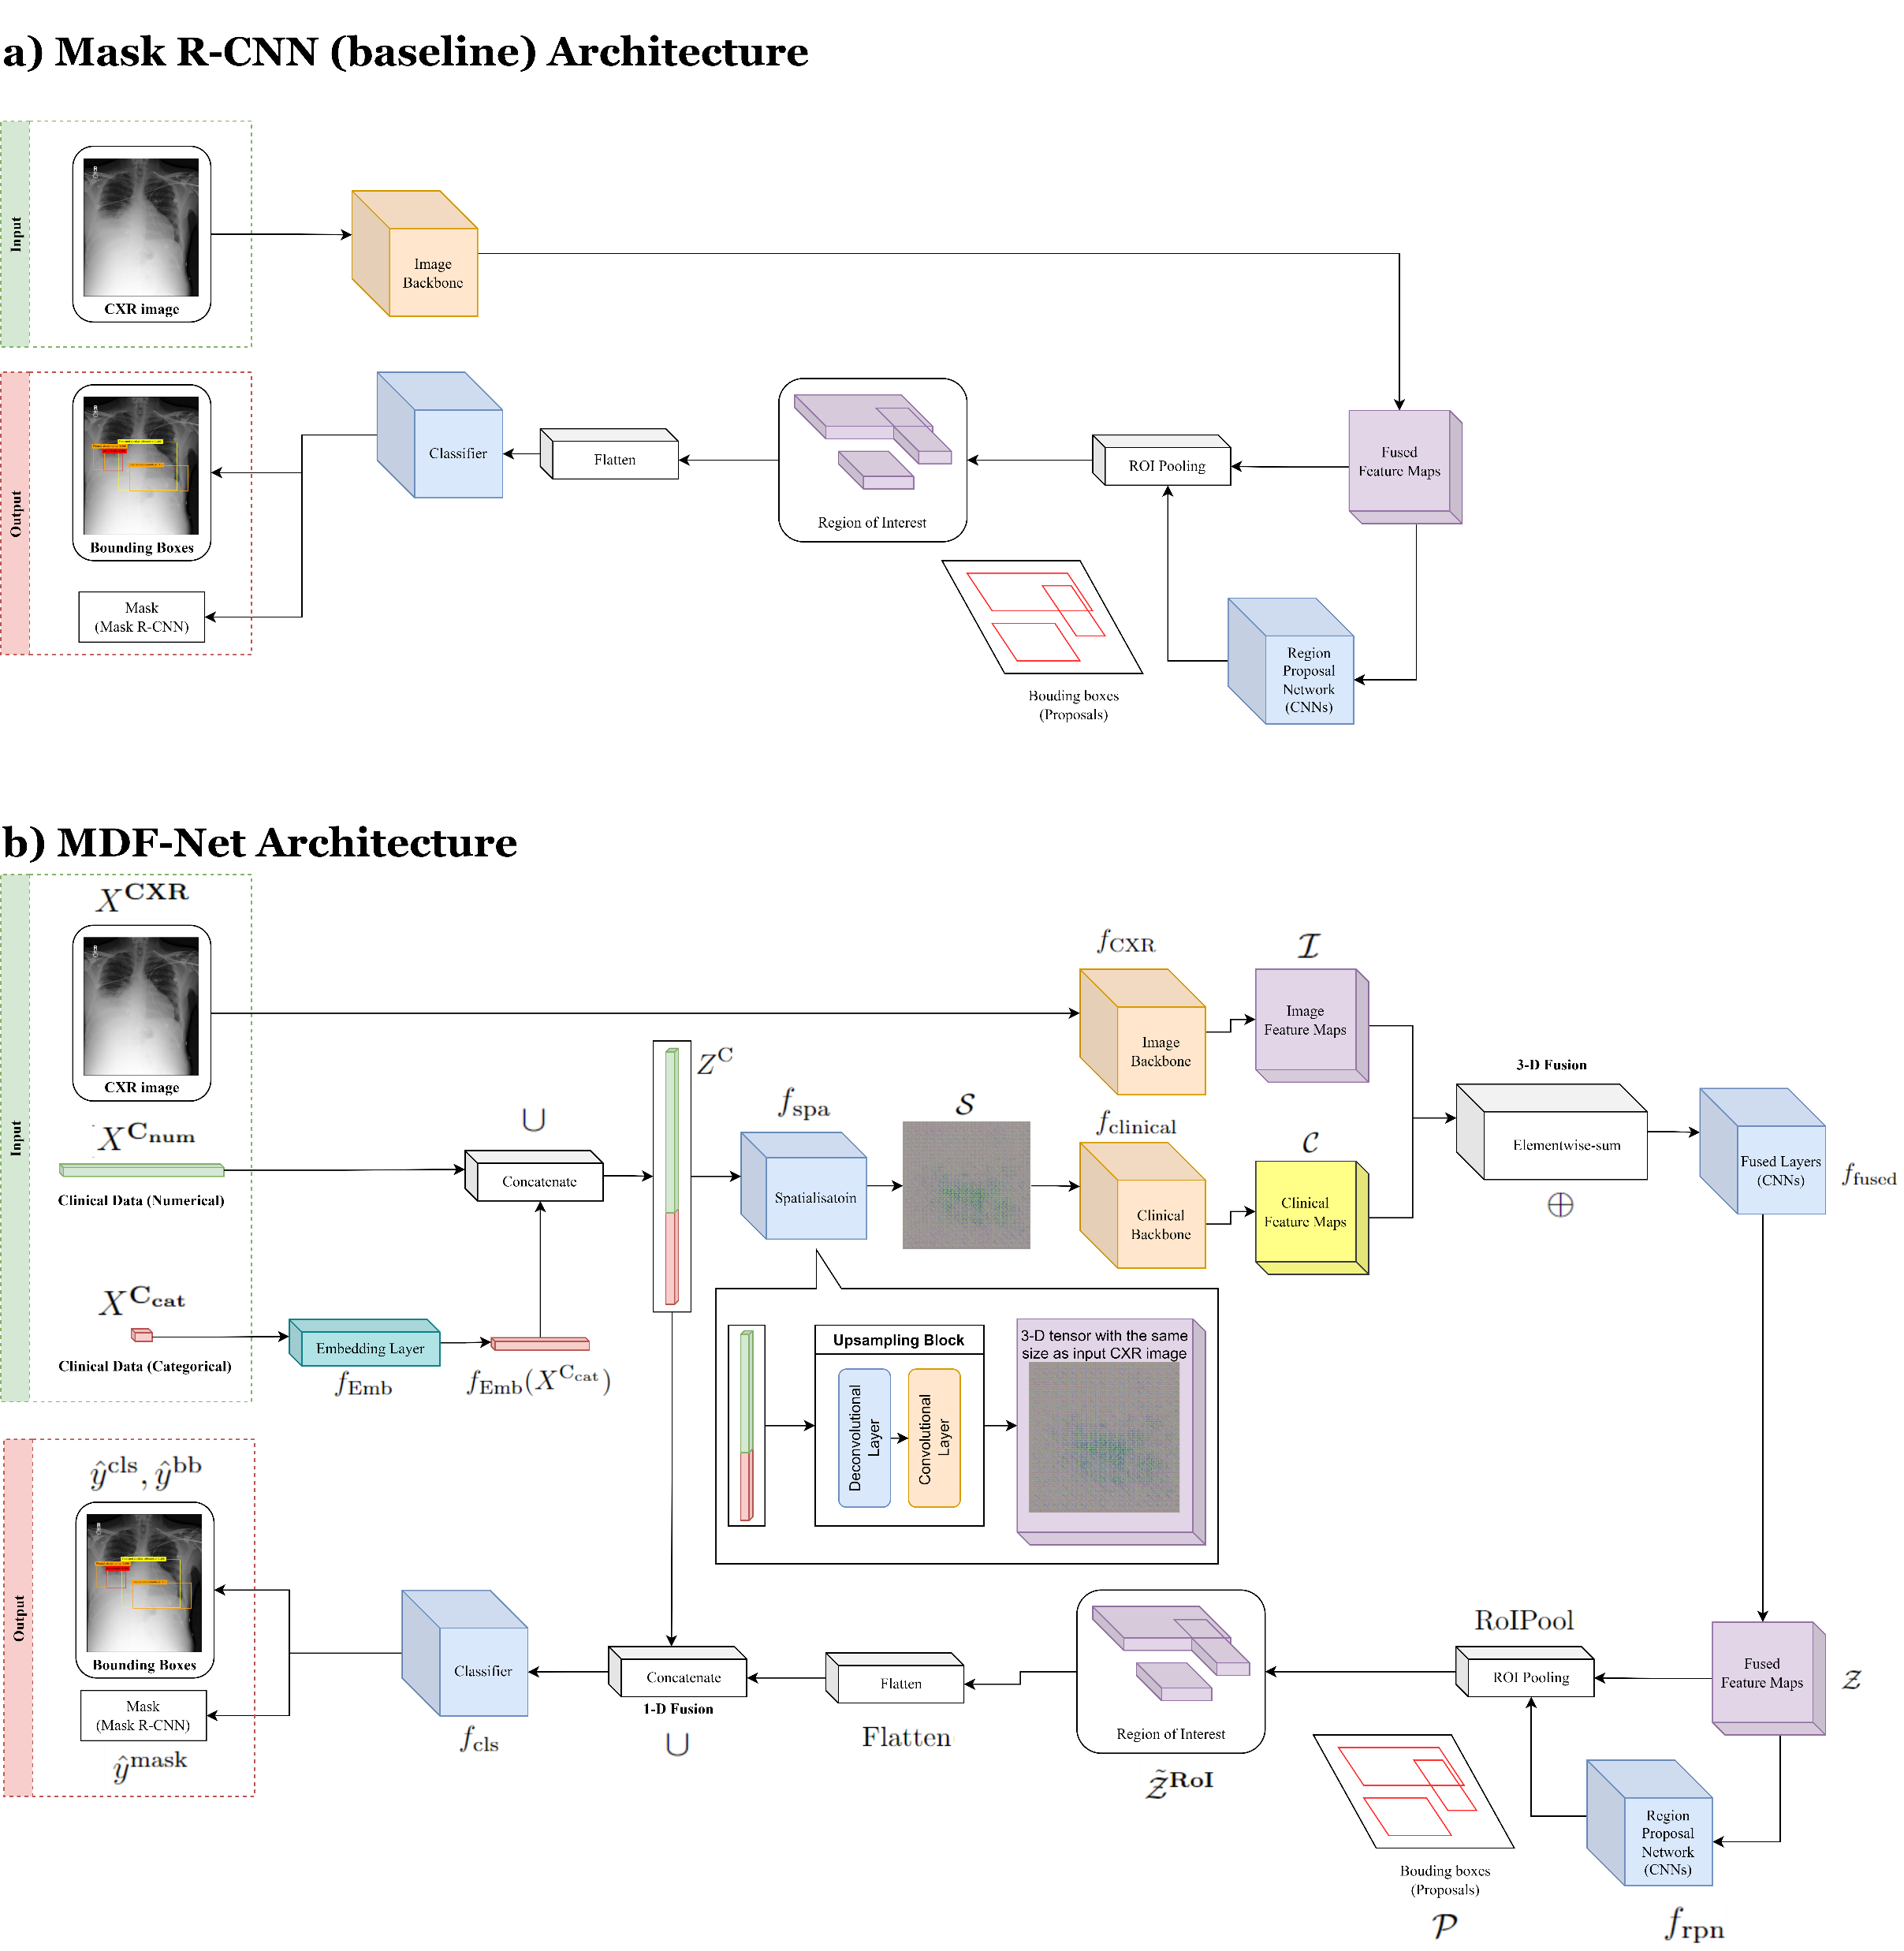 a) Mask R-CNN (baseline) Architecture
Input
CXR image
Image
Backbone
Output
Bounding Boxes
Mask
(Mask R-CNN)
Classifier
Flatten
Region of Interest
ROI Pooling
Fused
Feature Maps
Bouding boxes
(Proposals)
Region
Proposal
Network
(CNNs)
b) MDF-Net Architecture
Input
X^CXR
CXR image
X^C_num
Clinical Data (Numerical)
X^C_cat
Clinical Data (Categorical)
Embedding Layer
f_Emb
f_Emb(X^C_cat)
∪
Concatenate
Z^C
f_spa
Spatialisatoin
𝒮
f_CXR
Image
Backbone
ℐ
Image
Feature Maps
f_clinical
Clinical
Backbone
𝒞
Clinical
Feature Maps
3-D Fusion
Elementwise-sum
⊕
Fused Layers
(CNNs)
f_fused
Upsampling Block
Deconvolutional
Layer
Convolutional
Layer
3-D tensor with the same
size as input CXR image
Output
ŷ^cls, ŷ^bb
Bounding Boxes
Mask
(Mask R-CNN)
ŷ^mask
Classifier
f_cls
Concatenate
1-D Fusion
∪
Flatten
Flatten
Region of Interest
𝒵̃^RoI
RoIPool
ROI Pooling
Fused
Feature Maps
𝒵
Bouding boxes
(Proposals)
𝒫
Region
Proposal
Network
(CNNs)
f_rpn